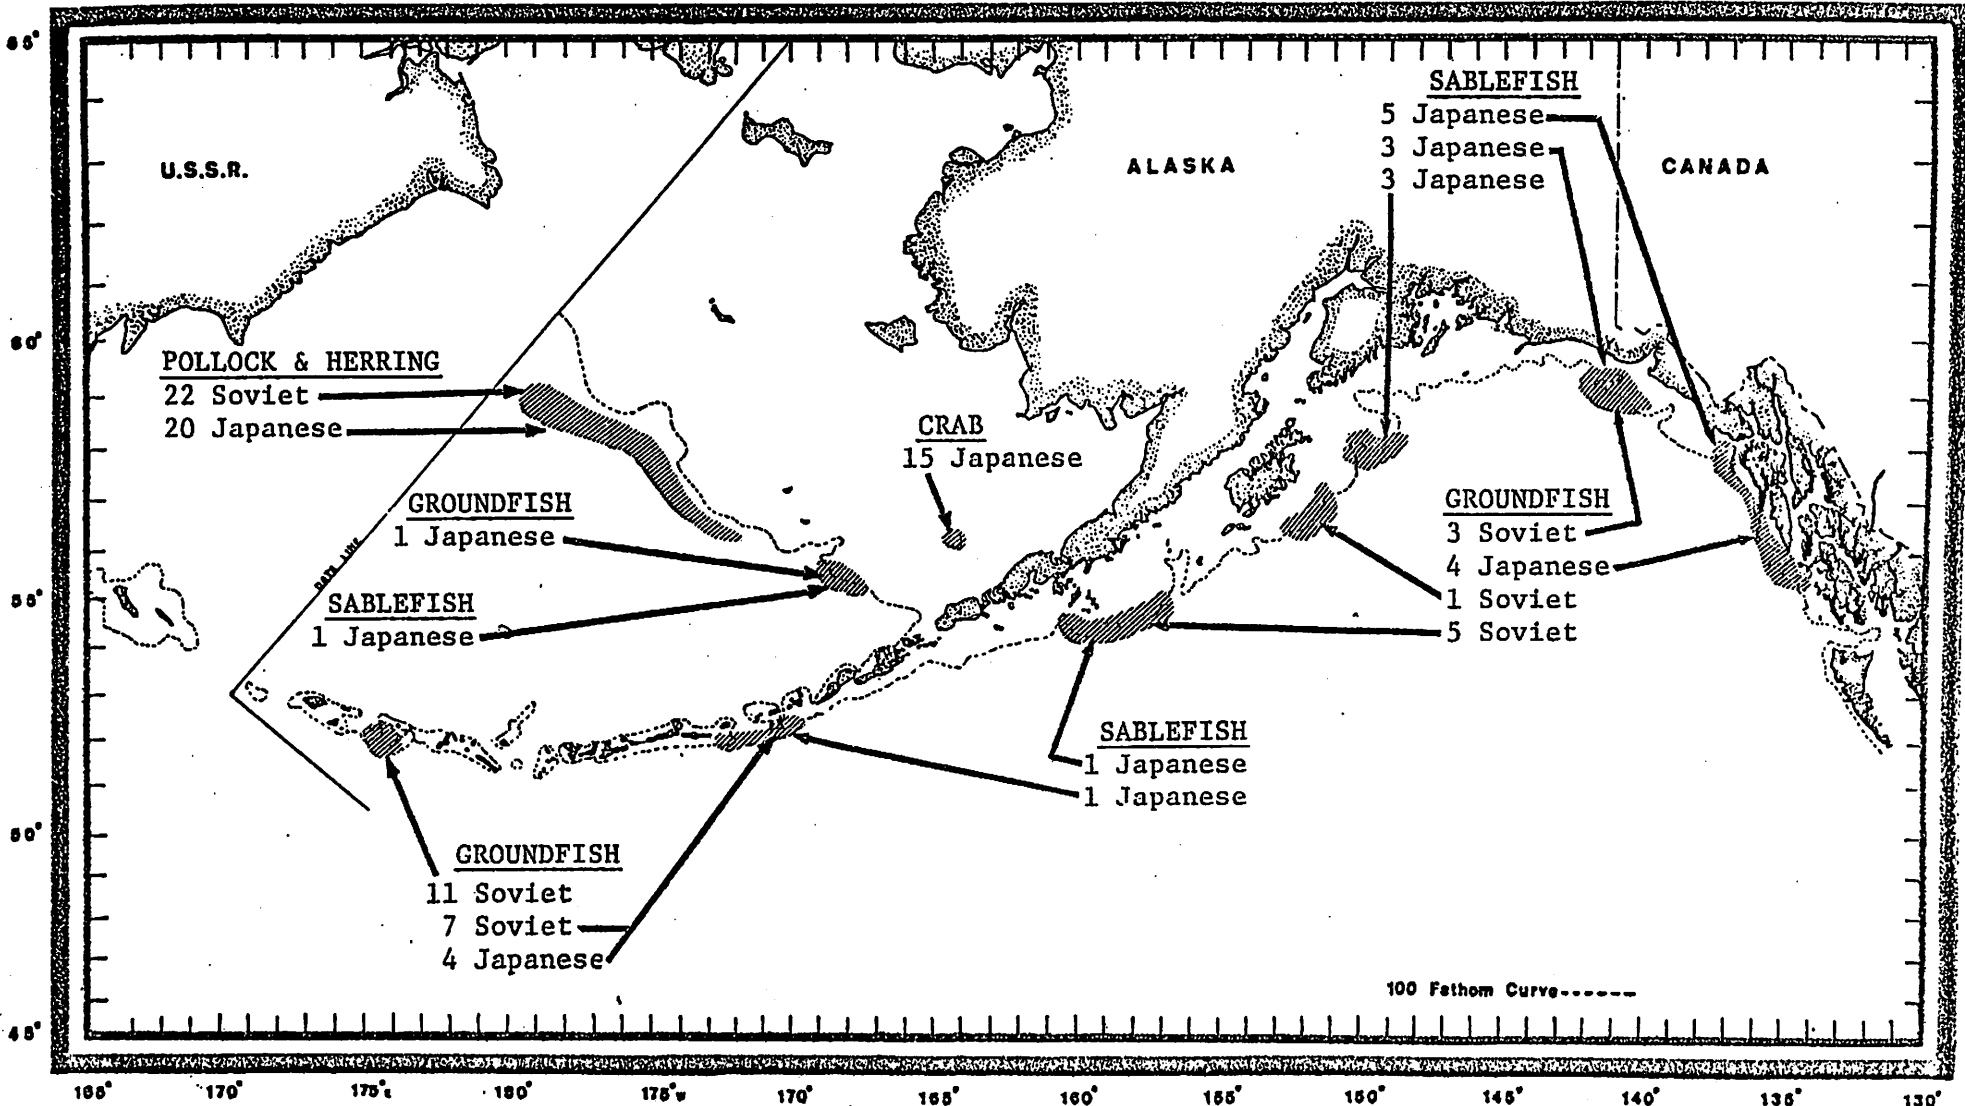 65°
U.S.S.R.
ALASKA
CANADA
SABLEFISH
5 Japanese
3 Japanese
3 Japanese
60°
POLLOCK & HERRING
22 Soviet
20 Japanese
CRAB
15 Japanese
GROUNDFISH
1 Japanese
GROUNDFISH
3 Soviet
4 Japanese
1 Soviet
5 Soviet
DATE LINE
55°
SABLEFISH
1 Japanese
SABLEFISH
1 Japanese
1 Japanese
50°
GROUNDFISH
11 Soviet
7 Soviet
4 Japanese
100 Fathom Curve
45°
165° 170° 175°E 180° 175°W 170° 165° 160° 155° 150° 145° 140° 135° 130°